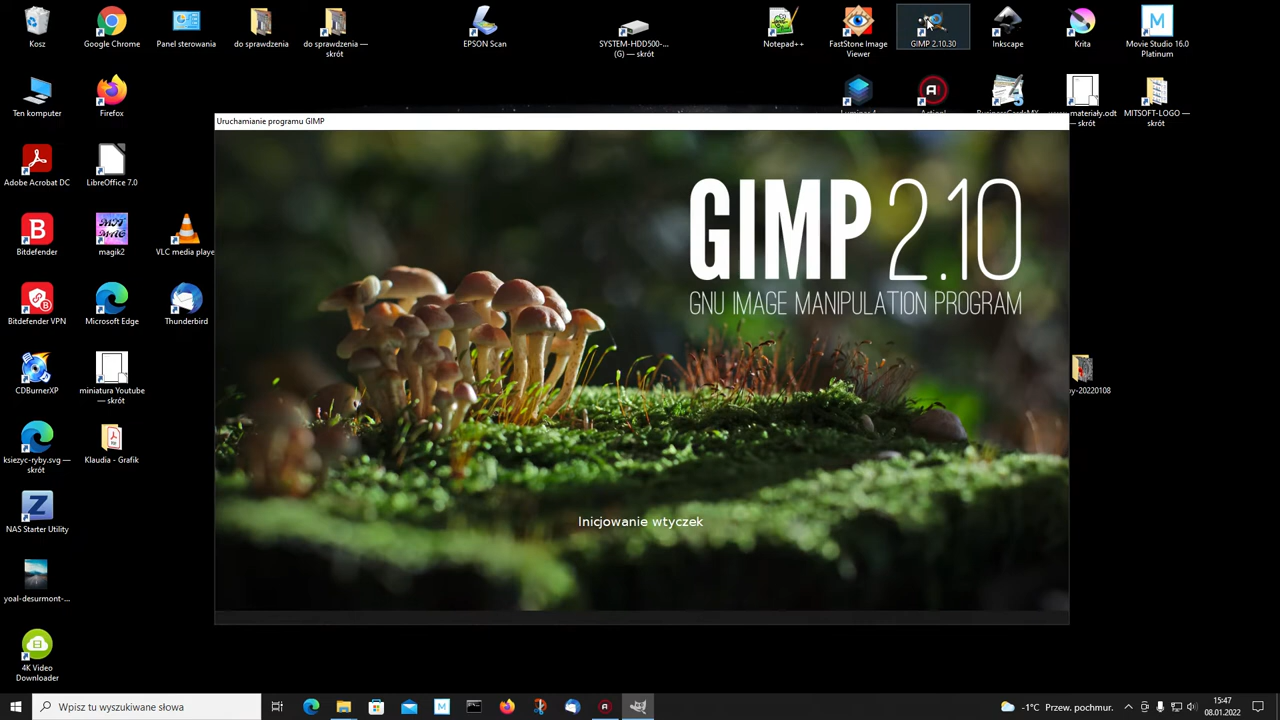 Kosz
Google Chrome
Panel sterowania
do sprawdzenia
do sprawdzenia —
skrót
EPSON Scan
SYSTEM-HDD500-...
(G) — skrót
Notepad++
FastStone Image
Viewer
GIMP 2.10.30
Inkscape
Krita
Movie Studio 16.0
Platinum
Ten komputer
Firefox
— skrót
MITSOFT-LOGO —
skrót
Uruchamianie programu GIMP
GIMP 2.10
GNU IMAGE MANIPULATION PROGRAM
Adobe Acrobat DC
LibreOffice 7.0
Bitdefender
magik2
VLC media playe
Bitdefender VPN
Microsoft Edge
Thunderbird
CDBurnerXP
miniatura Youtube
— skrót
by-20220108
ksiezyc-ryby.svg —
skrót
Klaudia - Grafik
NAS Starter Utility
Inicjowanie wtyczek
yoal-desurmont-...
4K Video
Downloader
Wpisz tu wyszukiwane słowa
-1°C Przew. pochmur.
15:47
08.01.2022